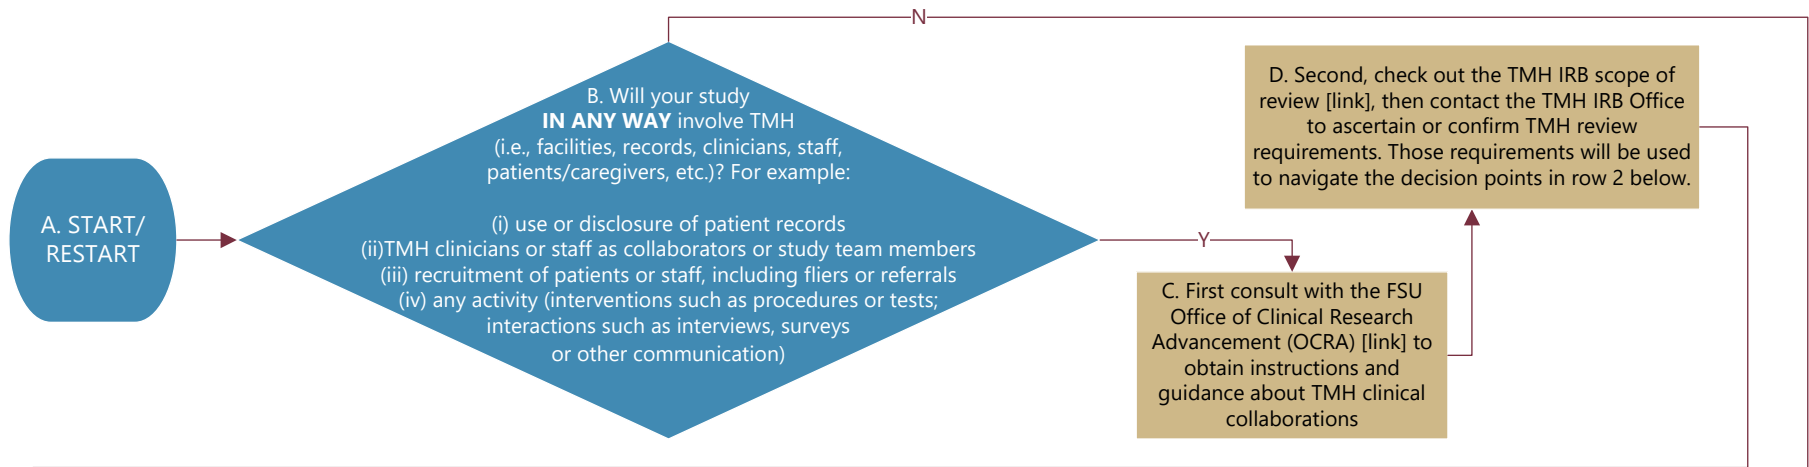 N
A. START/
RESTART
B. Will your study
IN ANY WAY involve TMH
(i.e., facilities, records, clinicians, staff,
patients/caregivers, etc.)? For example:
(i) use or disclosure of patient records
(ii)TMH clinicians or staff as collaborators or study team members
(iii) recruitment of patients or staff, including fliers or referrals
(iv) any activity (interventions such as procedures or tests;
interactions such as interviews, surveys
or other communication)
Y
C. First consult with the FSU
Office of Clinical Research
Advancement (OCRA) [link] to
obtain instructions and
guidance about TMH clinical
collaborations
D. Second, check out the TMH IRB scope of
review [link], then contact the TMH IRB Office
to ascertain or confirm TMH review
requirements. Those requirements will be used
to navigate the decision points in row 2 below.